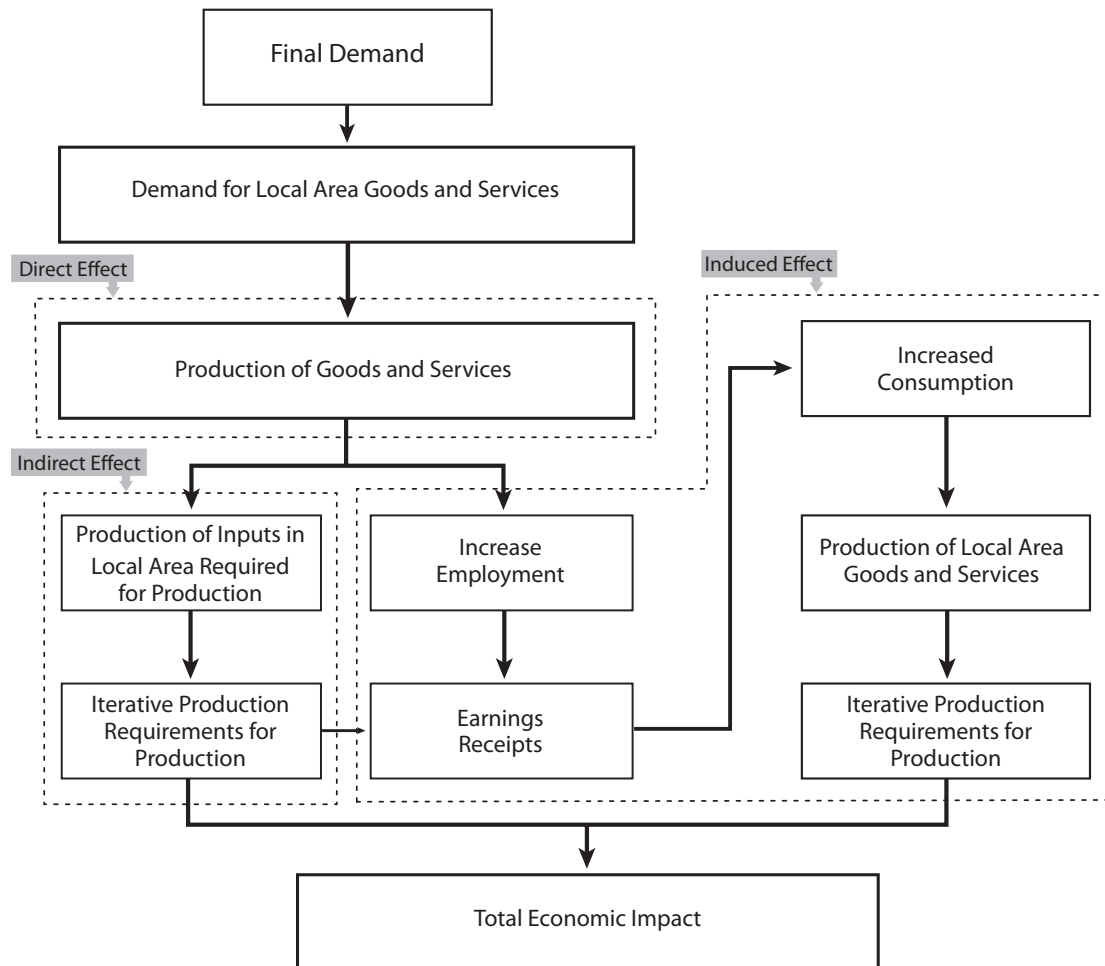 Final Demand
Demand for Local Area Goods and Services
Direct Effect
Induced Effect
Production of Goods and Services
Increased
Consumption
Indirect Effect
Production of Inputs in
Local Area Required
for Production
Increase
Employment
Production of Local Area
Goods and Services
Iterative Production
Requirements for
Production
Earnings
Receipts
Iterative Production
Requirements for
Production
Total Economic Impact